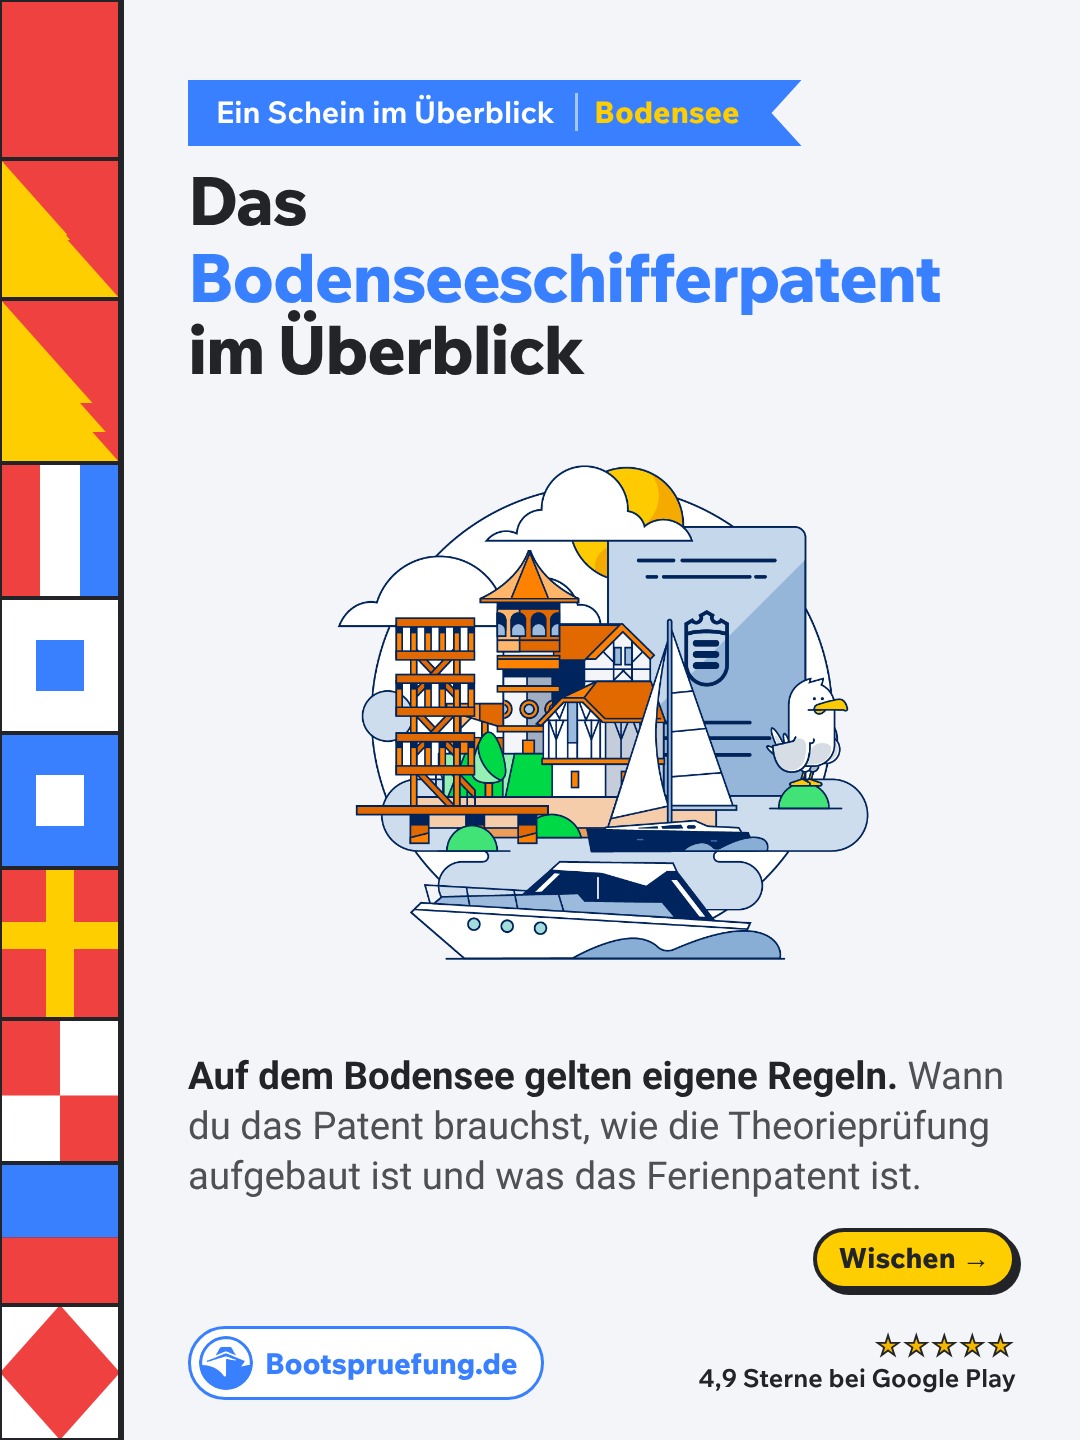 Ein Schein im Überblick | Bodensee
Das
Bodenseeschifferpatent
im Überblick
Auf dem Bodensee gelten eigene Regeln. Wann
du das Patent brauchst, wie die Theorieprüfung
aufgebaut ist und was das Ferienpatent ist.
Wischen →
Bootspruefung.de
4,9 Sterne bei Google Play